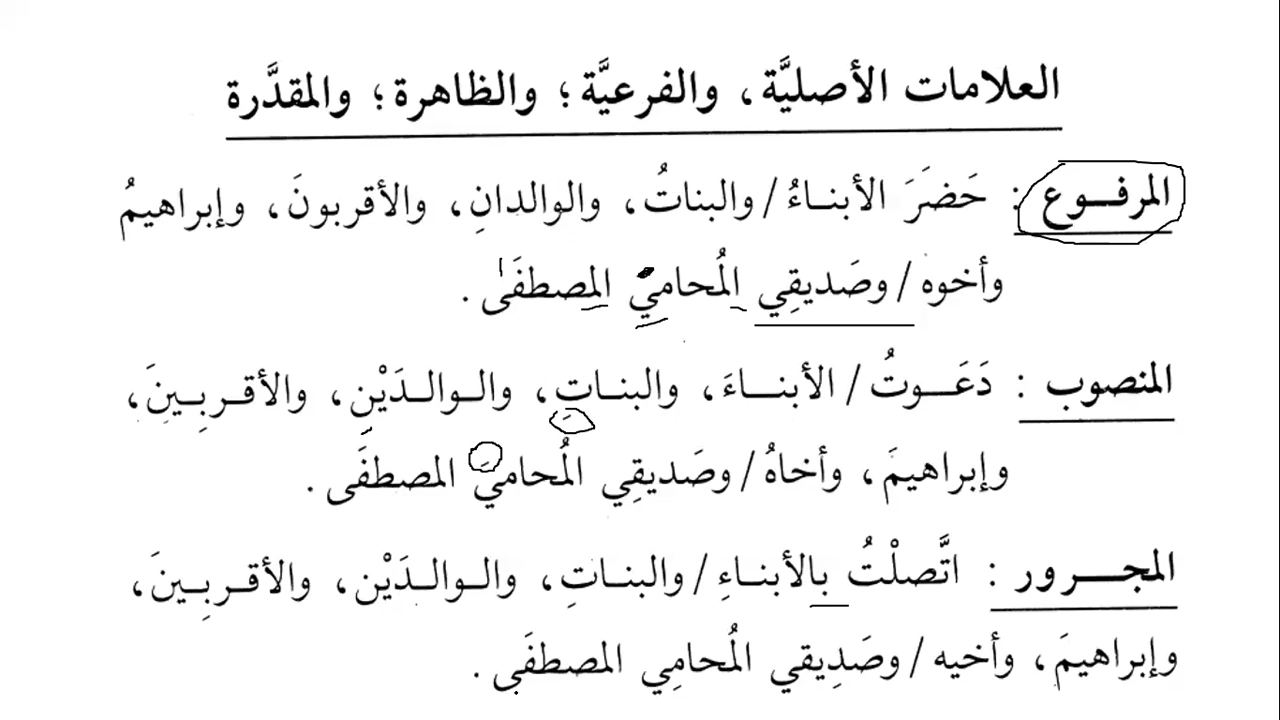 العلامات الأصليَّة، والفرعيَّة؛ والظاهرة؛ والمقدَّرة
المرفوع : حَضَرَ الأبناءُ / والبناتُ، والوالدانِ، والأقربونَ، وإبراهيمُ
وأخوه / وصَديقِي المُحامِي المصطفَى .
المنصوب : دَعَوتُ / الأبناءَ، والبناتِ، والوالدَيْنِ، والأقربِينَ،
وإبراهيمَ، وأخاهُ / وصَديقِي المُحاميَ المصطفَى .
المجرور : اتَّصلْتُ بالأبناءِ / والبناتِ، والوالدَيْن، والأقربِينَ،
وإبراهيمَ، وأخيه / وصَدِيقي المُحامِي المصطفَى .